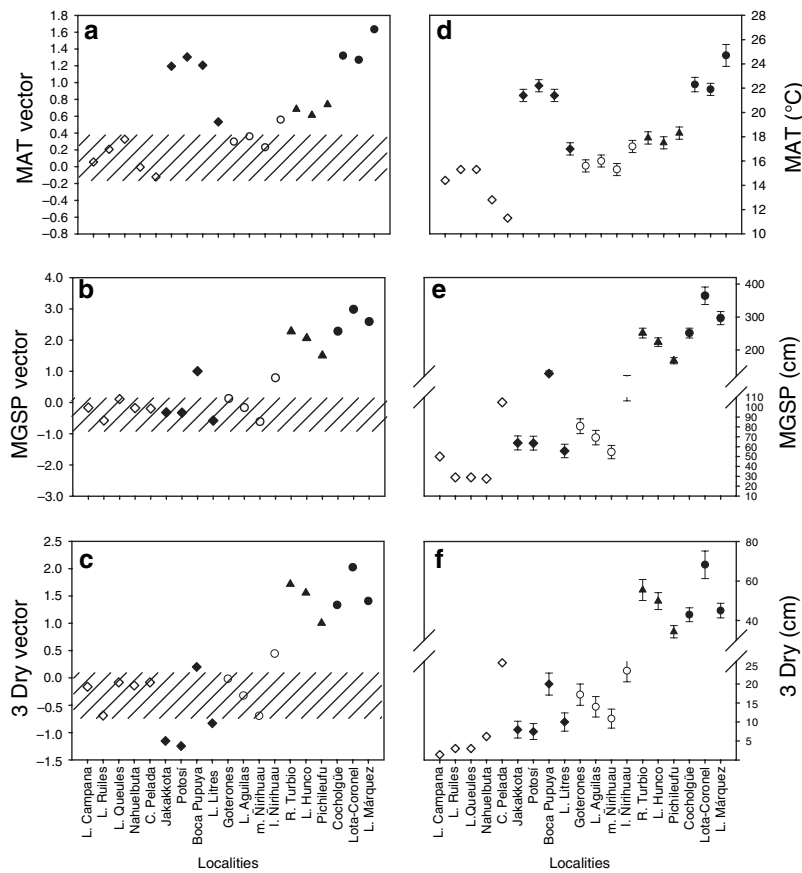 a
MAT vector
1.8
1.6
1.4
1.2
1.0
0.8
0.6
0.4
0.2
0.0
−0.2
−0.4
−0.6
−0.8
d
MAT (°C)
28
26
24
22
20
18
16
14
12
10
b
MGSP vector
4.0
3.0
2.0
1.0
0.0
−1.0
−2.0
−3.0
e
MGSP (cm)
400
300
200
110
100
90
80
70
60
50
40
30
20
10
c
3 Dry vector
2.5
2.0
1.5
1.0
0.5
0.0
−0.5
−1.0
−1.5
f
3 Dry (cm)
80
60
40
25
20
15
10
5
L. Campana
L. Ruiles
L. Queules
Nahuelbuta
C. Pelada
Jakakkota
Potosí
Boca Pupuya
L. Litres
Goterones
L. Aguilas
m. Ñirihuau
l. Ñirihuau
R. Turbio
L. Hunco
Pichileufu
Cocholgüe
Lota-Coronel
L. Márquez
Localities
L. Campana
L. Ruiles
L.Queules
Nahuelbuta
C. Pelada
Jakakkota
Potosí
Boca Pupuya
L. Litres
Goterones
L. Aguilas
m. Ñirihuau
l. Ñirihuau
R. Turbio
L. Hunco
Pichileufu
Cocholgüe
Lota-Coronel
L. Márquez
Localities